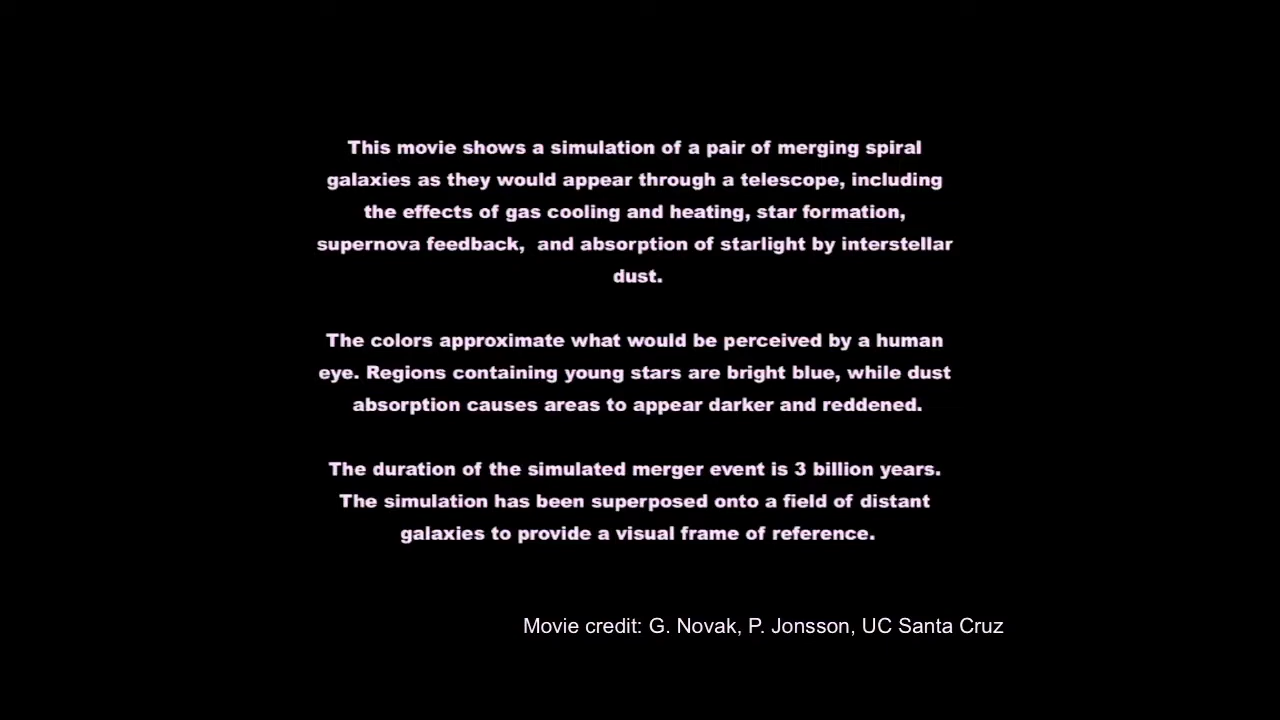 This movie shows a simulation of a pair of merging spiral
galaxies as they would appear through a telescope, including
the effects of gas cooling and heating, star formation,
supernova feedback,  and absorption of starlight by interstellar
dust.
The colors approximate what would be perceived by a human
eye. Regions containing young stars are bright blue, while dust
absorption causes areas to appear darker and reddened.
The duration of the simulated merger event is 3 billion years.
The simulation has been superposed onto a field of distant
galaxies to provide a visual frame of reference.
Movie credit: G. Novak, P. Jonsson, UC Santa Cruz